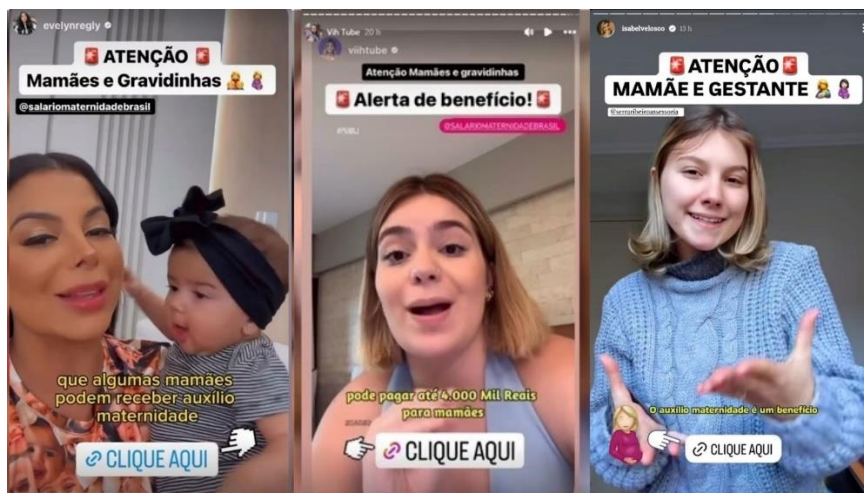 evelynregly
🚨 ATENÇÃO 🚨
Mamães e Gravidinhas
@salariomaternidadebrasil
que algumas mamães
podem receber auxílio
maternidade
CLIQUE AQUI
Vih Tube 20 h
viihtube
Atenção Mamães e gravidinhas
🚨 Alerta de benefício! 🚨
@SALARIOMATERNIDADEBRASIL
pode pagar até 4.000 Mil Reais
para mamães
CLIQUE AQUI
isabelveloso
🚨 ATENÇÃO 🚨
MAMÃE E GESTANTE
O auxílio maternidade é um benefício
CLIQUE AQUI